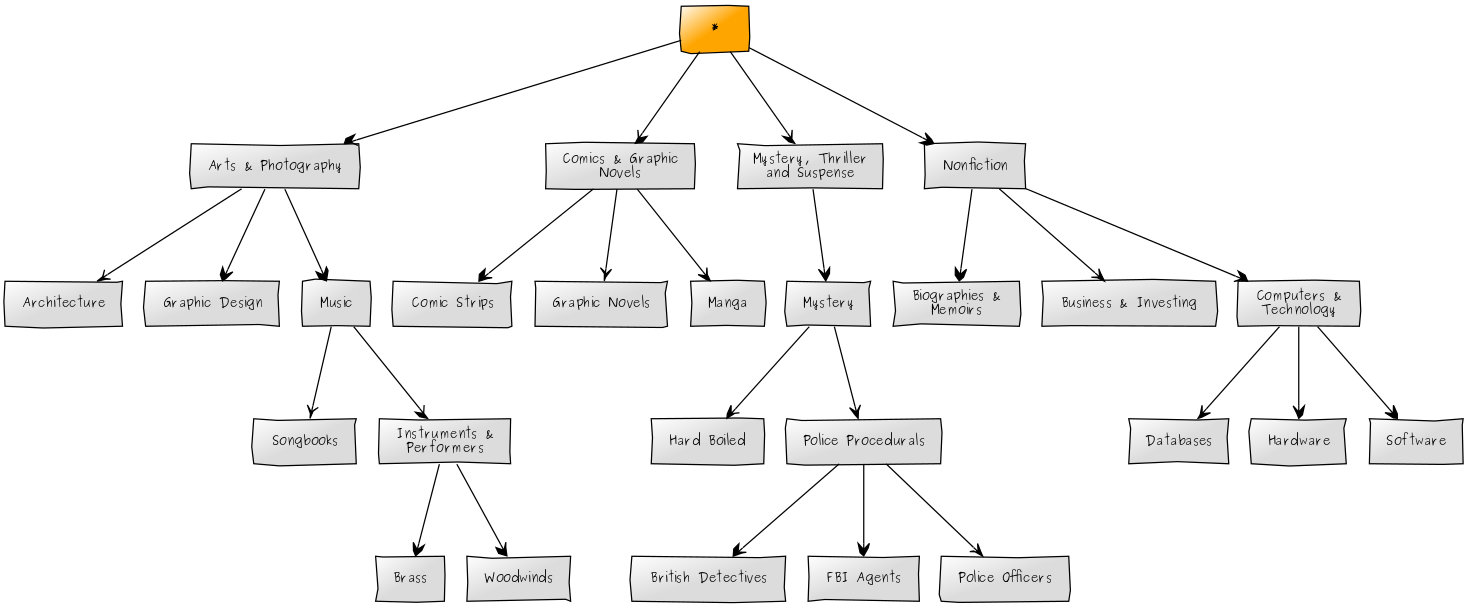 *
Arts & Photography
Comics & Graphic
Novels
Mystery, Thriller
and Suspense
Nonfiction
Architecture
Graphic Design
Music
Comic Strips
Graphic Novels
Manga
Mystery
Biographies &
Memoirs
Business & Investing
Computers &
Technology
Songbooks
Instruments &
Performers
Hard Boiled
Police Procedurals
Databases
Hardware
Software
Brass
Woodwinds
British Detectives
FBI Agents
Police Officers